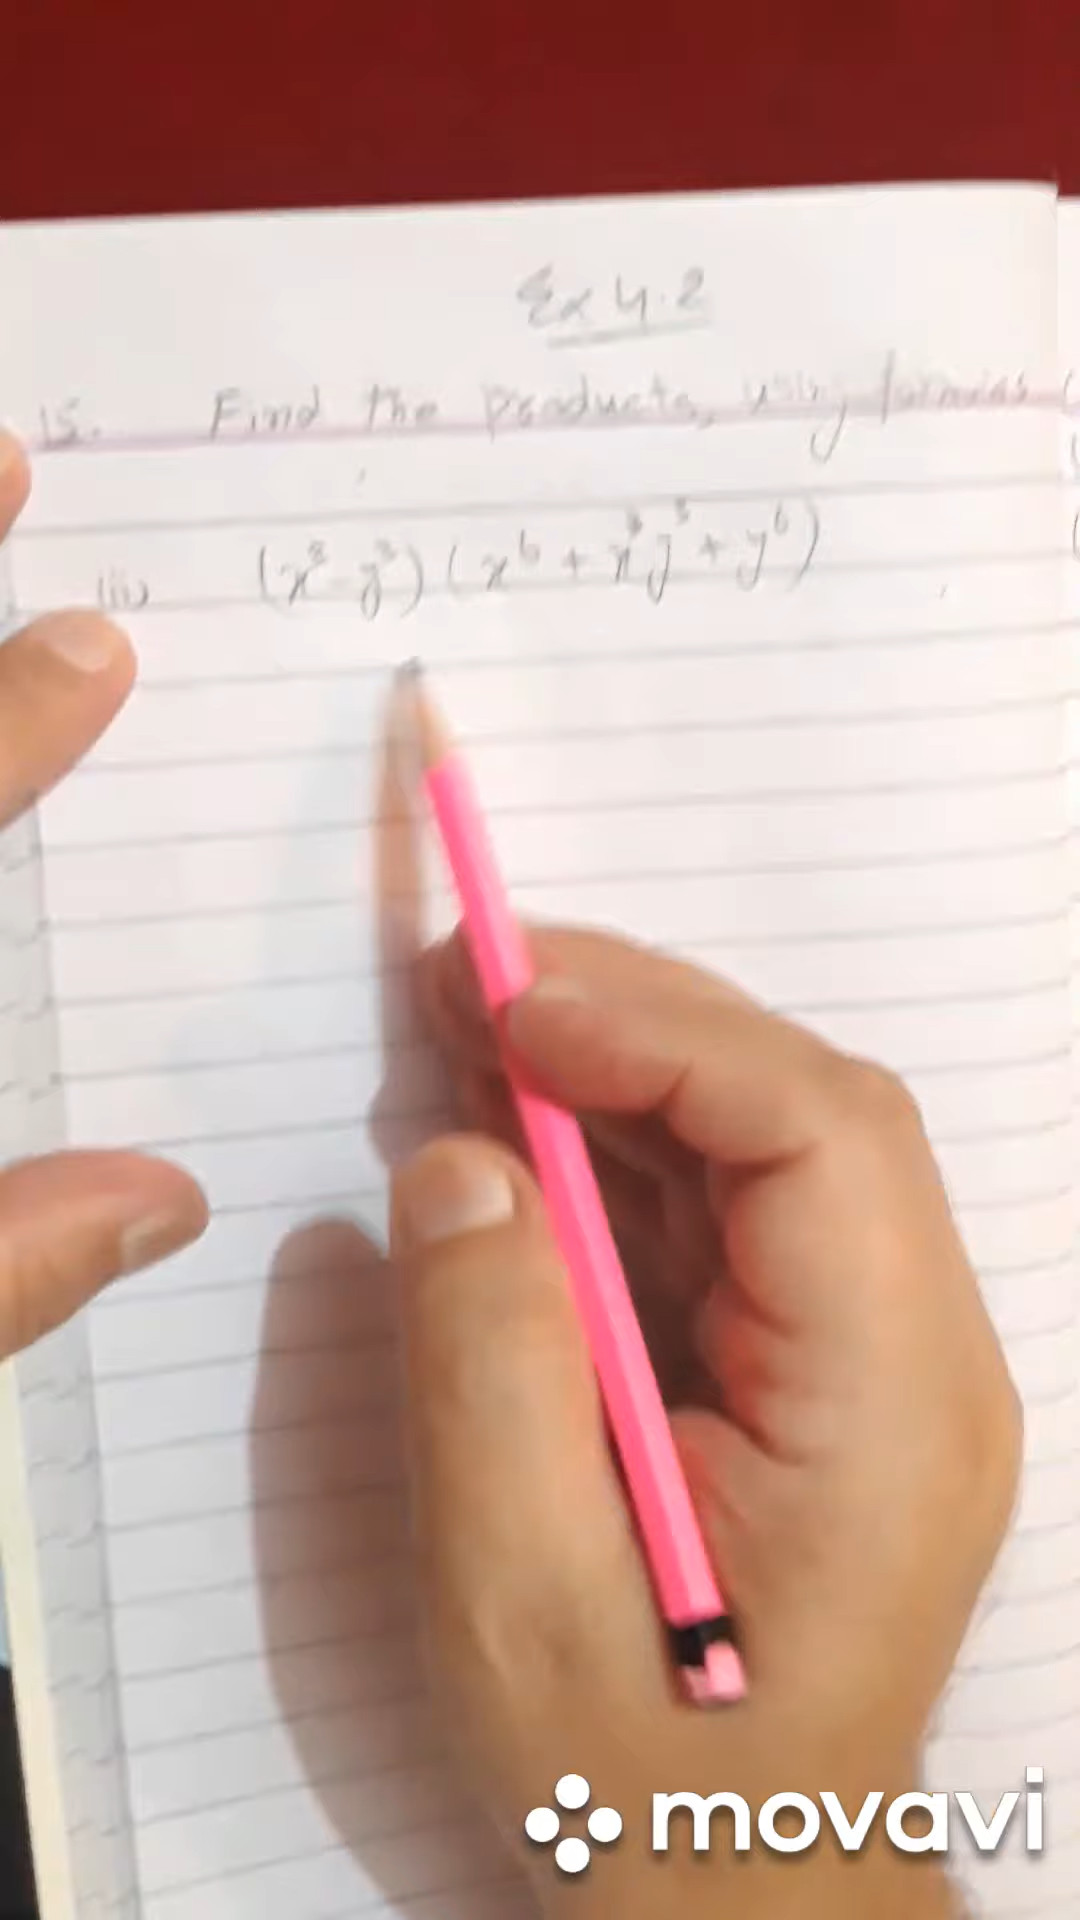 Ex 4.2
15. Find the products, using formulas
(ii) (x³ - y³) (x⁶ + x³y³ + y⁶)
movavi